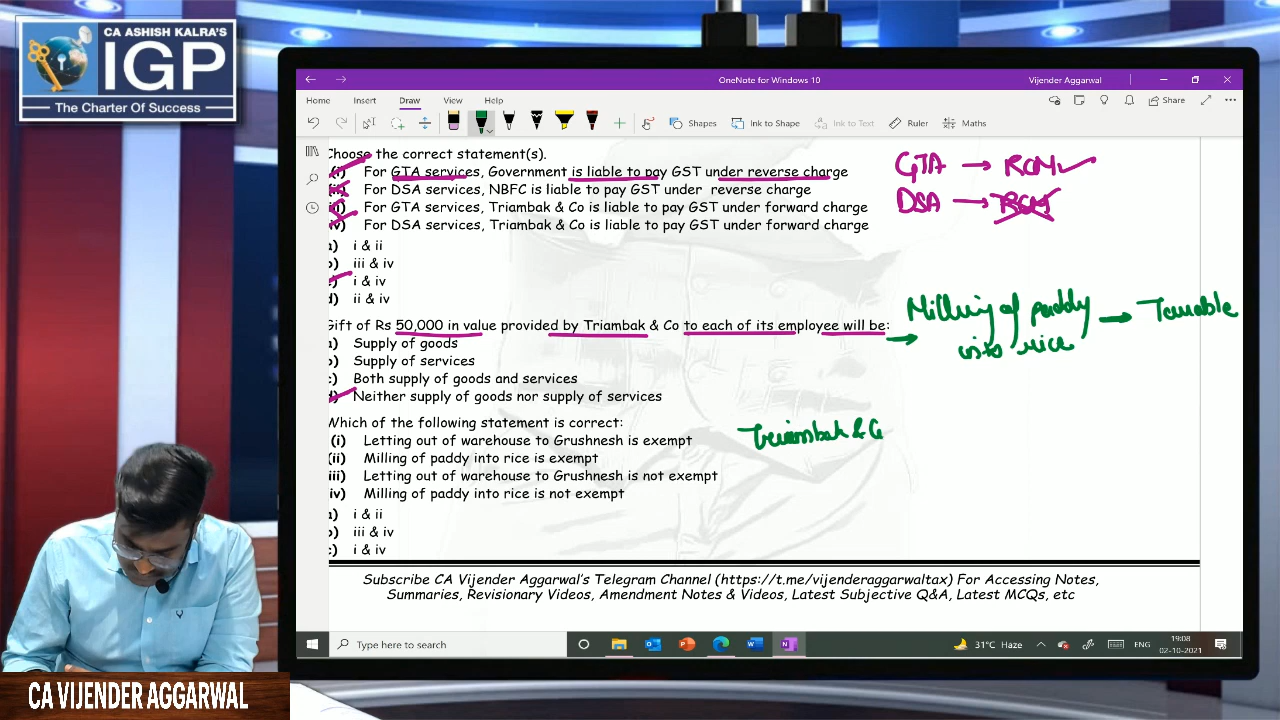 CA ASHISH KALRA'S
IGP
The Charter Of Success
OneNote for Windows 10
Vijender Aggarwal
Home Insert Draw View Help
Share
Shapes Ink to Shape Ink to Text Ruler Maths
Choose the correct statement(s).
(i) For GTA services, Government is liable to pay GST under reverse charge
(ii) For DSA services, NBFC is liable to pay GST under reverse charge
(iii) For GTA services, Triambak & Co is liable to pay GST under forward charge
(iv) For DSA services, Triambak & Co is liable to pay GST under forward charge
a) i & ii
b) iii & iv
c) i & iv
d) ii & iv
GTA → RCM
DSA → RCM
Gift of Rs 50,000 in value provided by Triambak & Co to each of its employee will be:
a) Supply of goods
b) Supply of services
c) Both supply of goods and services
d) Neither supply of goods nor supply of services
→ Milling of paddy → Taxable
into rice
Which of the following statement is correct:
(i) Letting out of warehouse to Grushnesh is exempt
(ii) Milling of paddy into rice is exempt
iii) Letting out of warehouse to Grushnesh is not exempt
iv) Milling of paddy into rice is not exempt
a) i & ii
b) iii & iv
c) i & iv
Triambak & Co
Subscribe CA Vijender Aggarwal's Telegram Channel (https://t.me/vijenderaggarwaltax) For Accessing Notes,
Summaries, Revisionary Videos, Amendment Notes & Videos, Latest Subjective Q&A, Latest MCQs, etc
Type here to search
31°C Haze
ENG
19:08
02-10-2021
CA VIJENDER AGGARWAL